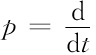 p = d/dt